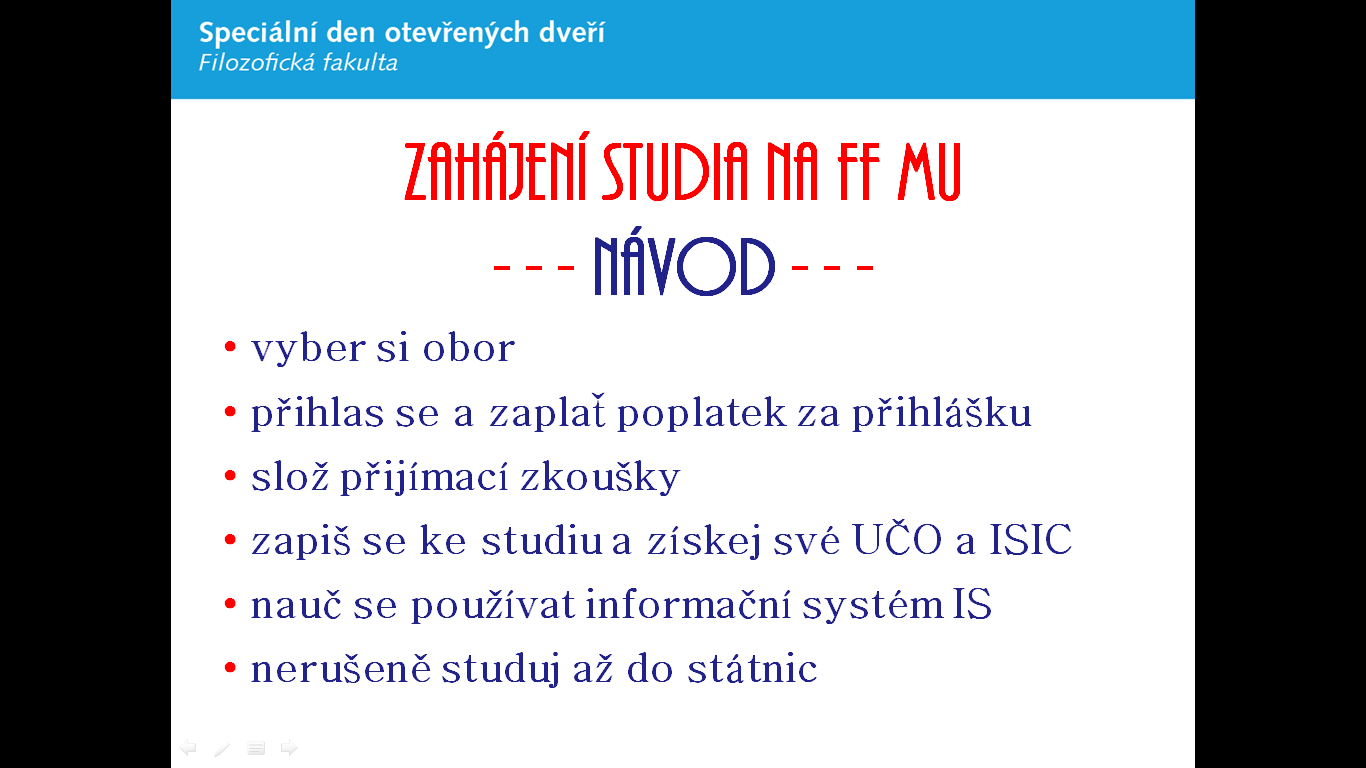 Speciální den otevřených dveří
Filozofická fakulta
ZAHÁJENÍ STUDIA NA FF MU
- - - NÁVOD - - -
• vyber si obor
• přihlas se a zaplať poplatek za přihlášku
• slož přijímací zkoušky
• zapiš se ke studiu a získej své UČO a ISIC
• nauč se používat informační systém IS
• nerušeně studuj až do státnic